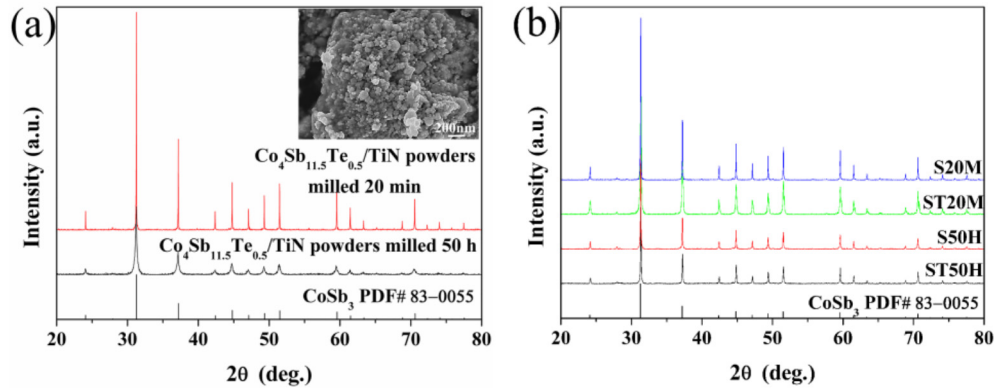 (a)
200nm
Co₄Sb₁₁.₅Te₀.₅/TiN powders
milled 20 min
Co₄Sb₁₁.₅Te₀.₅/TiN powders milled 50 h
CoSb₃ PDF# 83–0055
Intensity (a.u.)
20 30 40 50 60 70 80
2θ (deg.)
(b)
S20M
ST20M
S50H
ST50H
CoSb₃ PDF# 83–0055
Intensity (a.u.)
20 30 40 50 60 70 80
2θ (deg.)